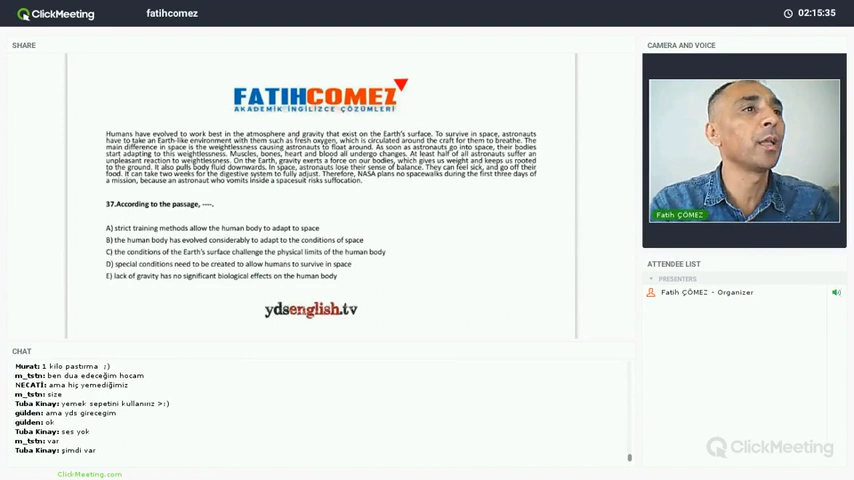 ClickMeeting
fatihcomez
02:15:35
SHARE
FATIHCOMEZ
AKADEMİK İNGİLİZCE ÇÖZÜMLERİ
Humans have evolved to work best in the atmosphere and gravity that exist on the Earth's surface. To survive in space, astronauts
have to take an Earth-like environment with them such as fresh oxygen, which is circulated around the craft for them to breathe. The
main difference in space is the weightlessness causing astronauts to float around. As soon as astronauts go into space, their bodies
start adapting to this weightlessness. Muscles, bones, heart and blood all undergo changes. At least half of all astronauts suffer an
unpleasant reaction to weightlessness. On the Earth, gravity exerts a force on our bodies, which gives us weight and keeps us rooted
to the ground. It also pulls body fluid downwards. In space, astronauts lose their sense of balance. They can feel sick, and go off their
food. It can take two weeks for the digestive system to fully adjust. Therefore, NASA plans no spacewalks during the first three days of
a mission, because an astronaut who vomits inside a spacesuit risks suffocation.
37.According to the passage, ----.
A) strict training methods allow the human body to adapt to space
B) the human body has evolved considerably to adapt to the conditions of space
C) the conditions of the Earth's surface challenge the physical limits of the human body
D) special conditions need to be created to allow humans to survive in space
E) lack of gravity has no significant biological effects on the human body
ydsenglish.tv
CHAT
Murat: 1 kilo pastırma ;)
m_tstn: ben dua edeceğim hocam
NECATİ: ama hiç yemediğimiz
m_tstn: size
Tuba Kinay: yemek sepetini kullanırız >:)
gülden: ama yds girecegim
gülden: ok
Tuba Kinay: ses yok
m_tstn: var
Tuba Kinay: şimdi var
ClickMeeting.com
CAMERA AND VOICE
Fatih ÇÖMEZ
ATTENDEE LIST
PRESENTERS
Fatih ÇÖMEZ - Organizer
ClickMeeting